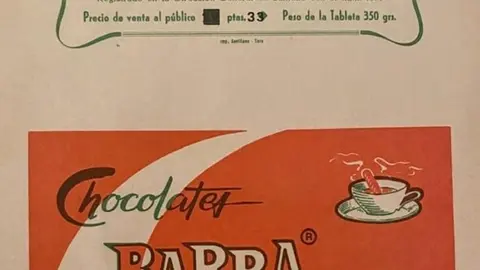 Precio de venta al público ptas. 33 Peso de la Tableta 350 grs.
Chocolates
BARRA ®